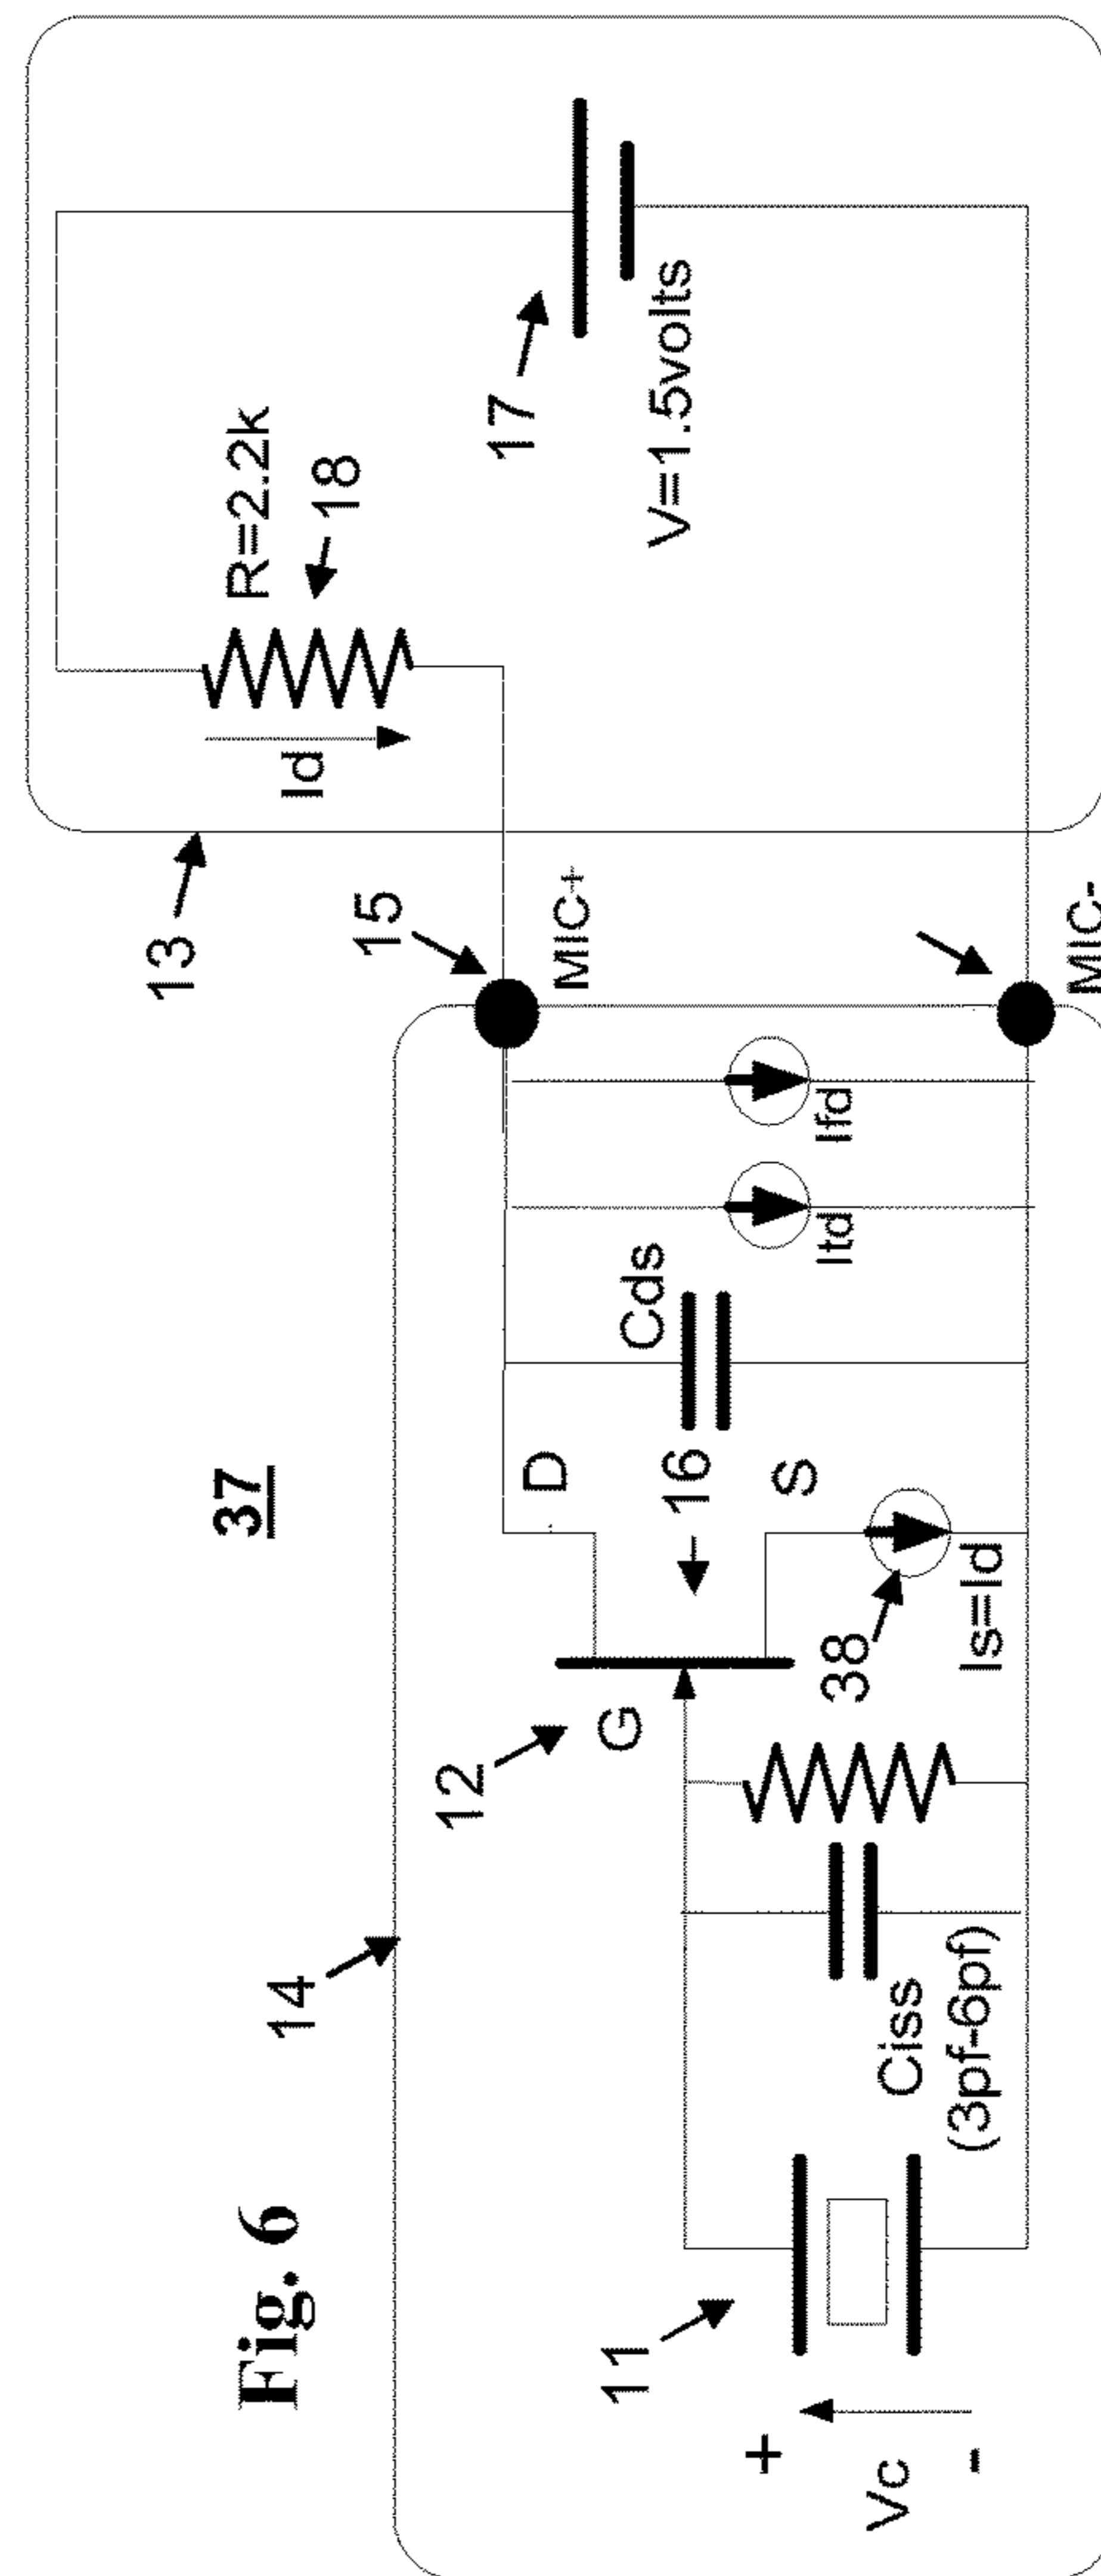 Fig. 6
37
14
13
12
15
11
38
16
17
18
R=2.2k
Id
V=1.5volts
MIC+
MIC-
D
G
S
Cds
Itd
Ifd
Is=Id
Ciss
(3pf-6pf)
+
Vc
-